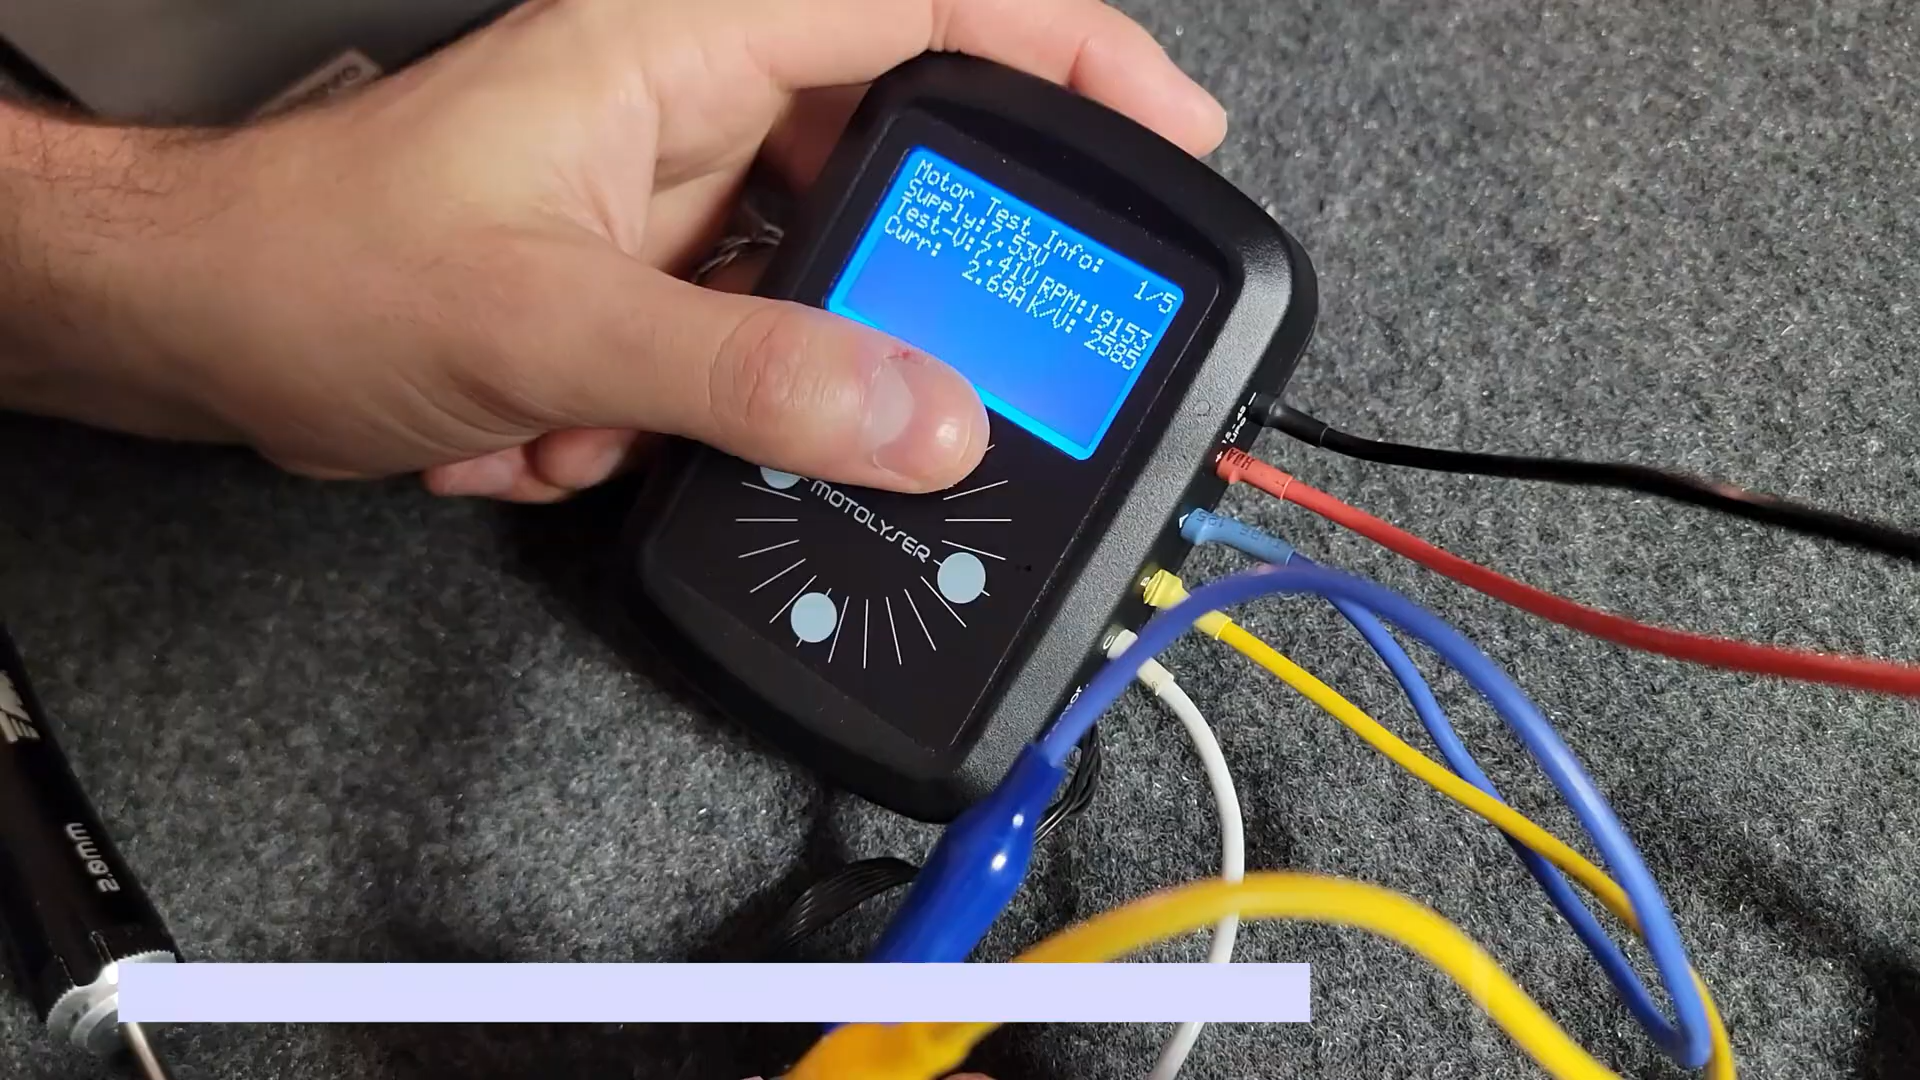 Motor Test Info: 1/5
Supply:7.53V
Test-V:7.41V RPM:19153
Curr: 2.69A K/V: 2585
MOTOLYSER
2.0mm